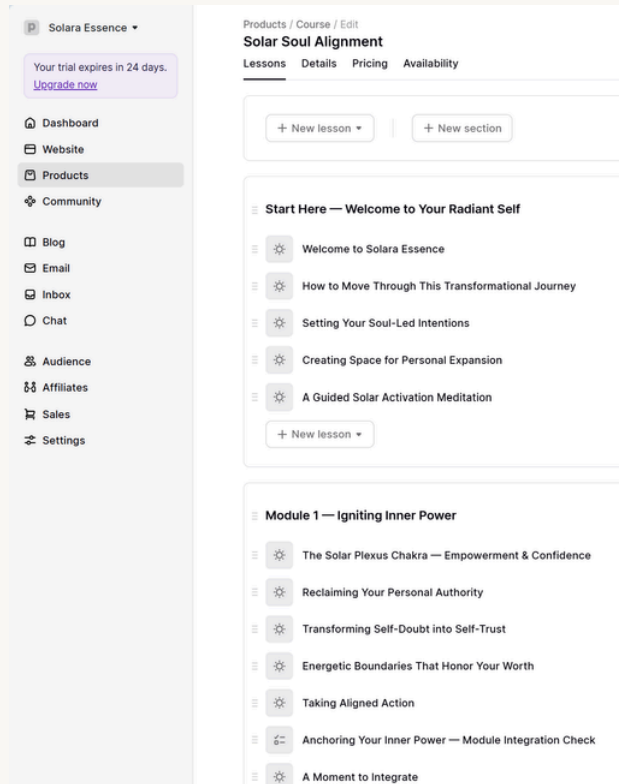 Solara Essence
Your trial expires in 24 days.
Upgrade now
Dashboard
Website
Products
Community
Blog
Email
Inbox
Chat
Audience
Affiliates
Sales
Settings
Products / Course / Edit
Solar Soul Alignment
Lessons Details Pricing Availability
+ New lesson + New section
Start Here — Welcome to Your Radiant Self
Welcome to Solara Essence
How to Move Through This Transformational Journey
Setting Your Soul-Led Intentions
Creating Space for Personal Expansion
A Guided Solar Activation Meditation
+ New lesson
Module 1 — Igniting Inner Power
The Solar Plexus Chakra — Empowerment & Confidence
Reclaiming Your Personal Authority
Transforming Self-Doubt into Self-Trust
Energetic Boundaries That Honor Your Worth
Taking Aligned Action
Anchoring Your Inner Power — Module Integration Check
A Moment to Integrate